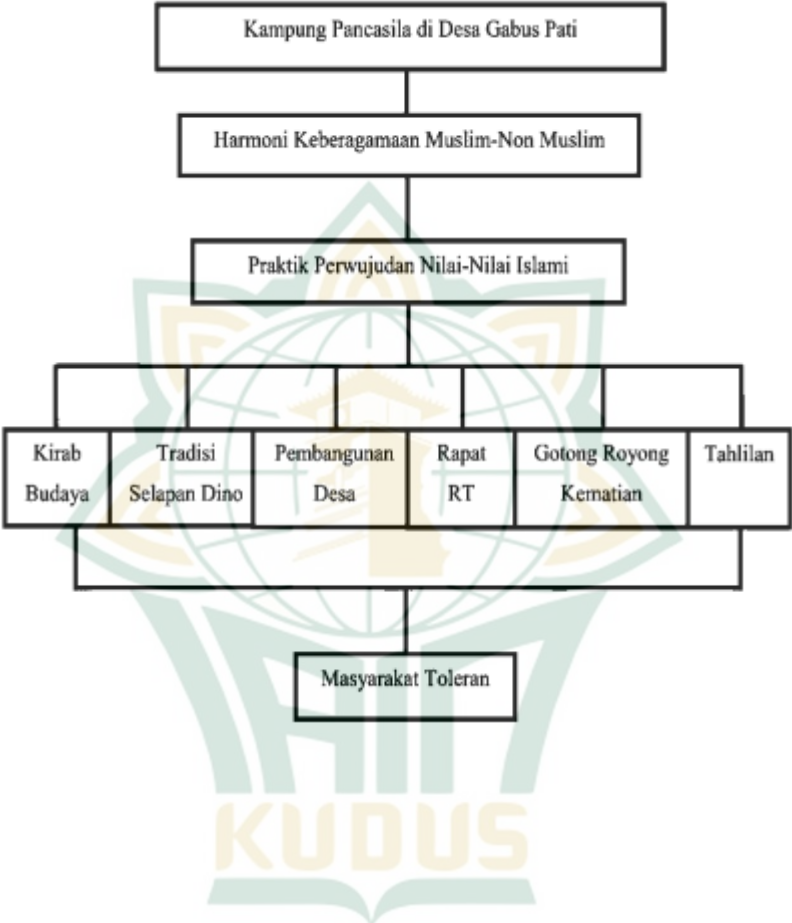 Kampung Pancasila di Desa Gabus Pati
Harmoni Keberagamaan Muslim-Non Muslim
Praktik Perwujudan Nilai-Nilai Islami
Kirab
Budaya
Tradisi
Selapan Dino
Pembangunan
Desa
Rapat
RT
Gotong Royong
Kematian
Tahlilan
Masyarakat Toleran
IAIN
KUDUS